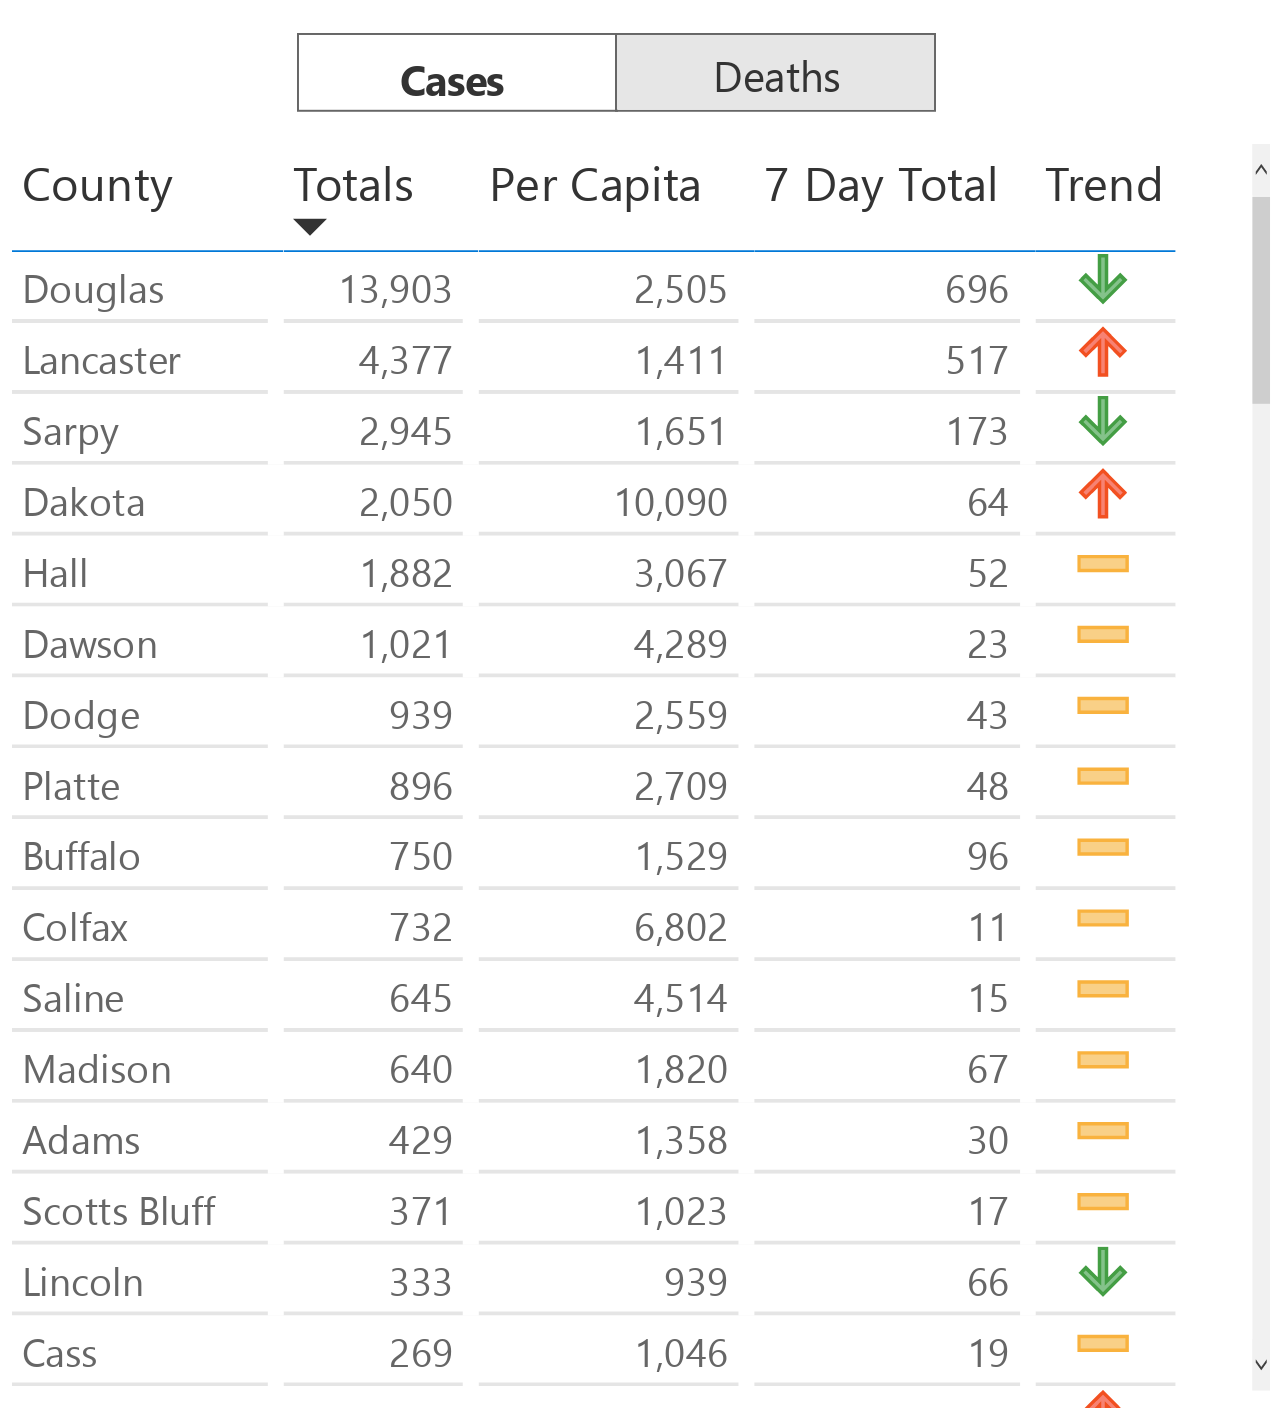 Cases Deaths
County Totals Per Capita 7 Day Total Trend
Douglas 13,903 2,505 696
Lancaster 4,377 1,411 517
Sarpy 2,945 1,651 173
Dakota 2,050 10,090 64
Hall 1,882 3,067 52
Dawson 1,021 4,289 23
Dodge 939 2,559 43
Platte 896 2,709 48
Buffalo 750 1,529 96
Colfax 732 6,802 11
Saline 645 4,514 15
Madison 640 1,820 67
Adams 429 1,358 30
Scotts Bluff 371 1,023 17
Lincoln 333 939 66
Cass 269 1,046 19